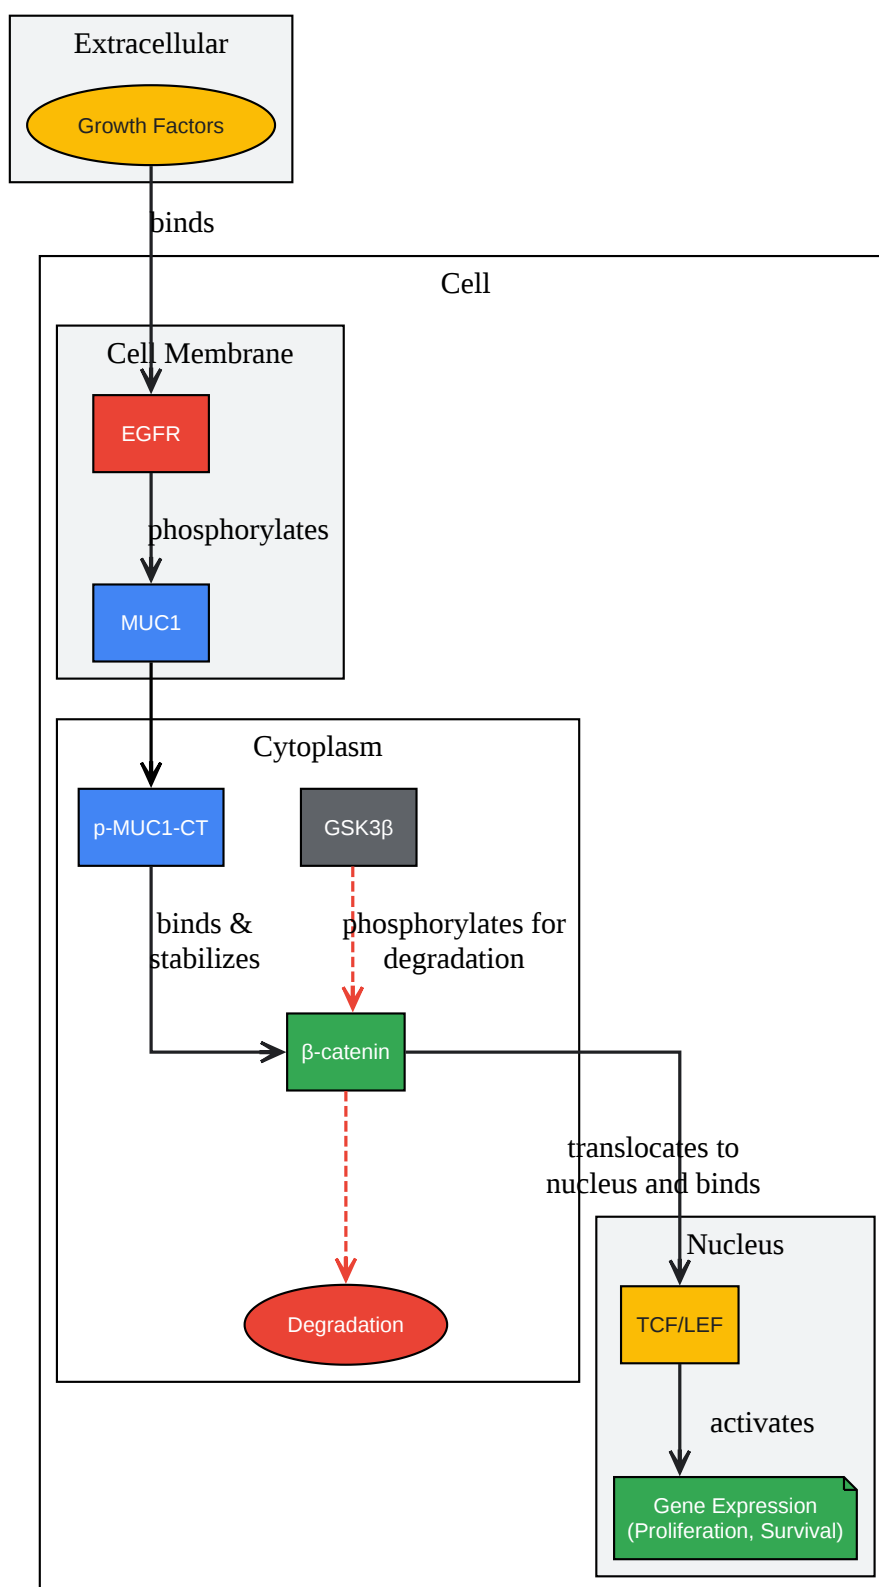 Extracellular
Growth Factors
binds
Cell
Cell Membrane
EGFR
phosphorylates
MUC1
Cytoplasm
p-MUC1-CT
GSK3β
binds &
stabilizes
phosphorylates for
degradation
β-catenin
translocates to
nucleus and binds
Nucleus
Degradation
TCF/LEF
activates
Gene Expression
(Proliferation, Survival)